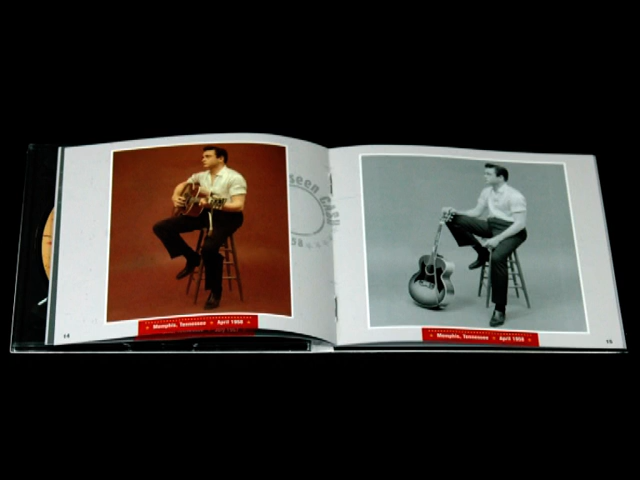 seen CASH
Memphis, Tennessee • April 1958
14
Memphis, Tennessee • April 1958
15